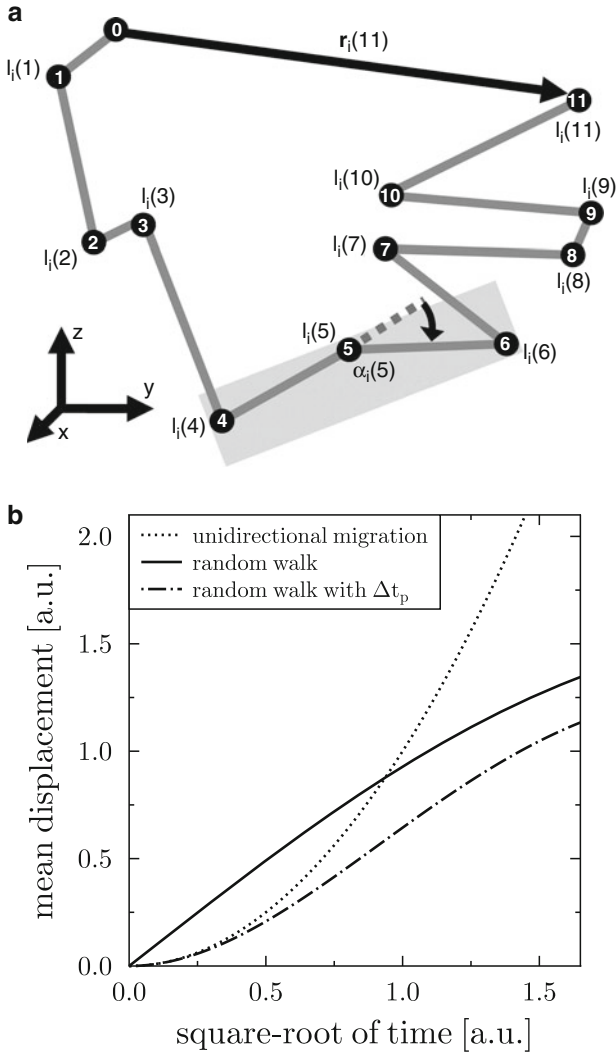 a
0
r_i(11)
l_i(1)
1
11
l_i(11)
l_i(10)
10
l_i(9)
9
l_i(3)
3
2
l_i(2)
l_i(7)
7
8
l_i(8)
z
l_i(5)
5
6
l_i(6)
α_i(5)
y
x
l_i(4)
4
b
2.0
1.5
1.0
0.5
0.0
mean displacement [a.u.]
unidirectional migration
random walk
random walk with Δt_p
0.0 0.5 1.0 1.5
square-root of time [a.u.]